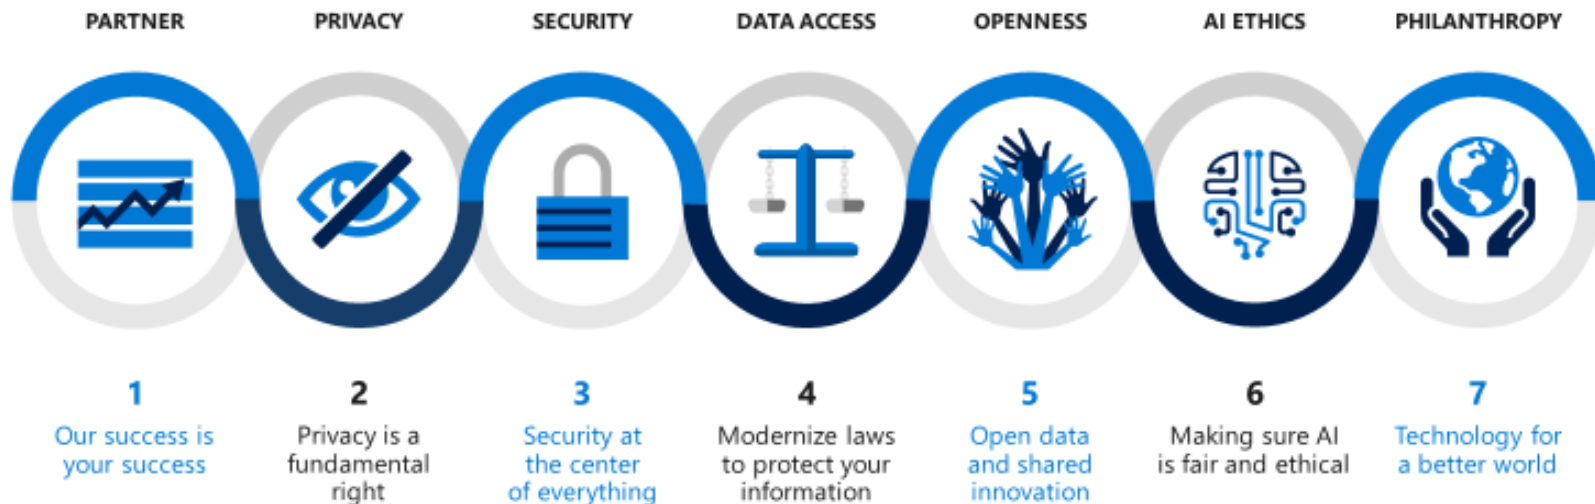 PARTNER
PRIVACY
SECURITY
DATA ACCESS
OPENNESS
AI ETHICS
PHILANTHROPY
1
Our success is
your success
2
Privacy is a
fundamental
right
3
Security at
the center
of everything
4
Modernize laws
to protect your
information
5
Open data
and shared
innovation
6
Making sure AI
is fair and ethical
7
Technology for
a better world